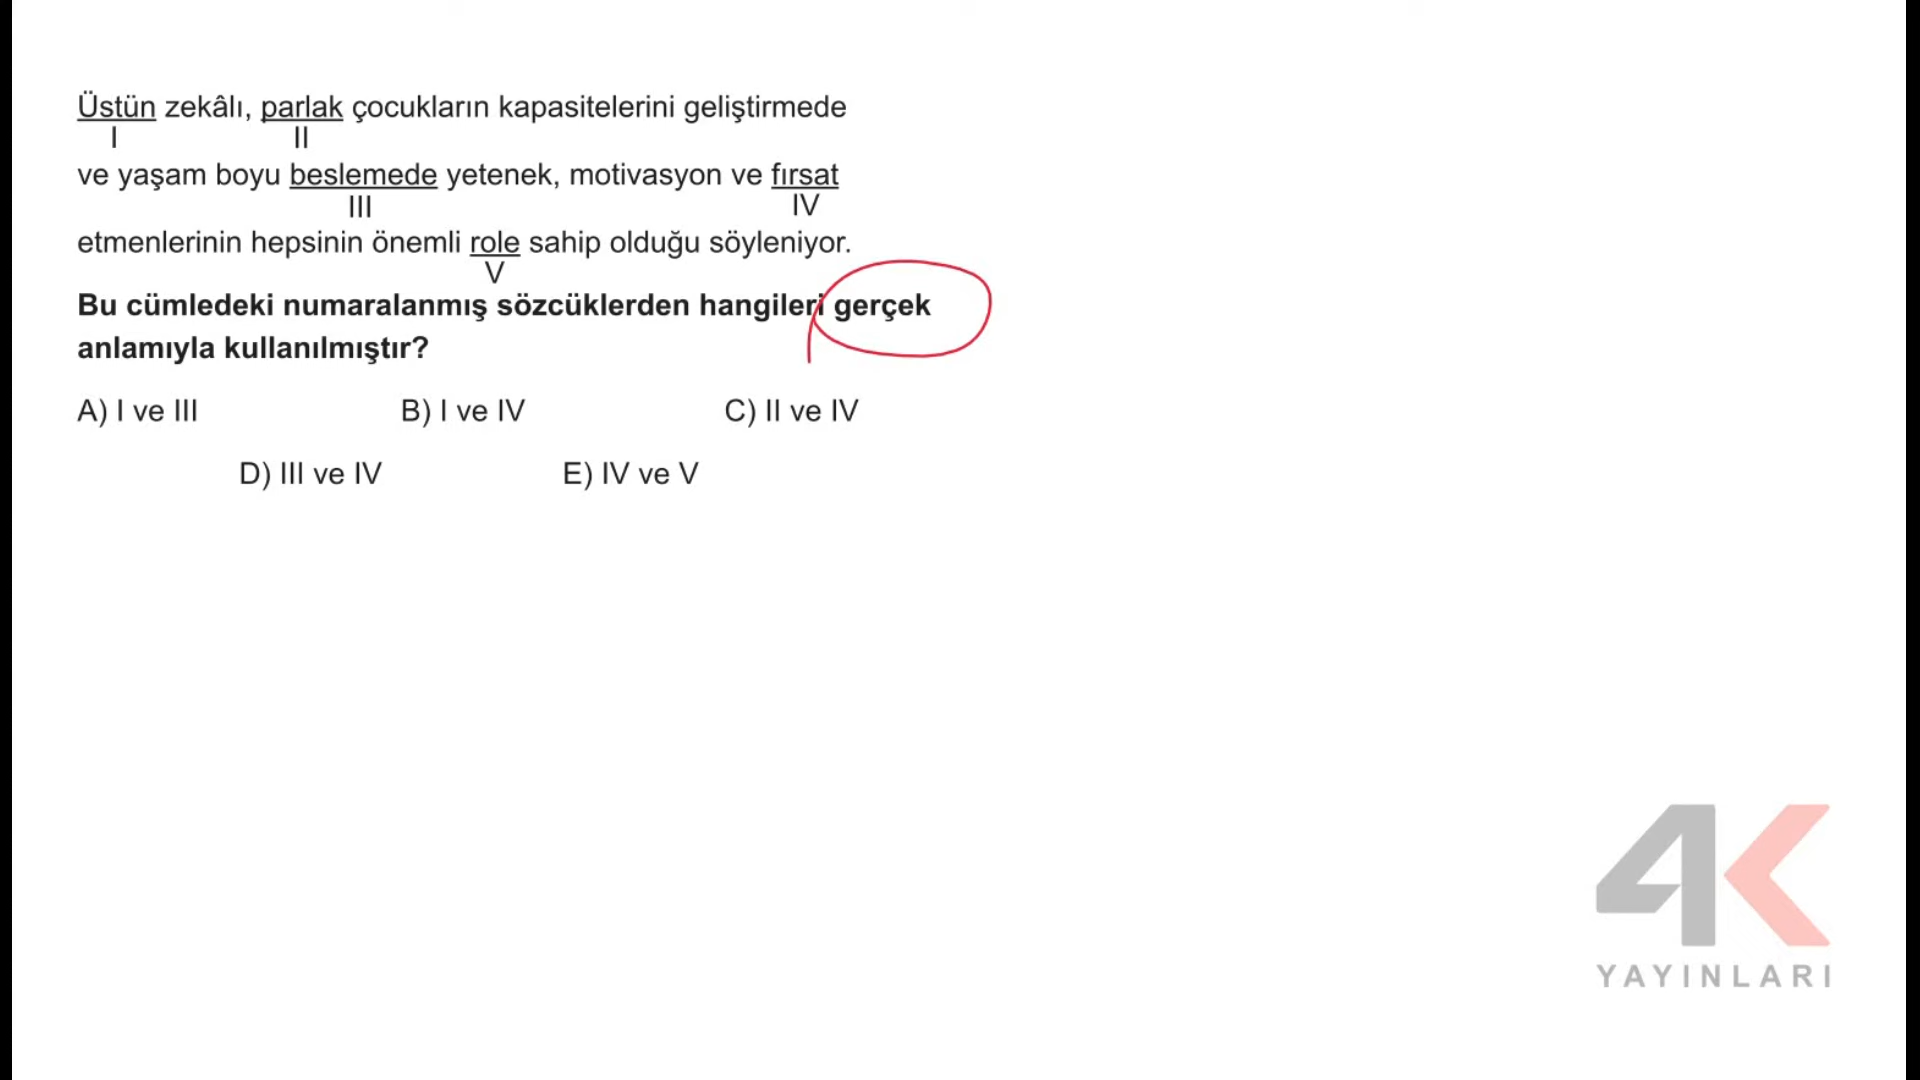 Üstün zekâlı, parlak çocukların kapasitelerini geliştirmede
I II
ve yaşam boyu beslemede yetenek, motivasyon ve fırsat
III IV
etmenlerinin hepsinin önemli role sahip olduğu söyleniyor.
V
Bu cümledeki numaralanmış sözcüklerden hangileri gerçek
anlamıyla kullanılmıştır?
A) I ve III B) I ve IV C) II ve IV
D) III ve IV E) IV ve V
4K
YAYINLARI